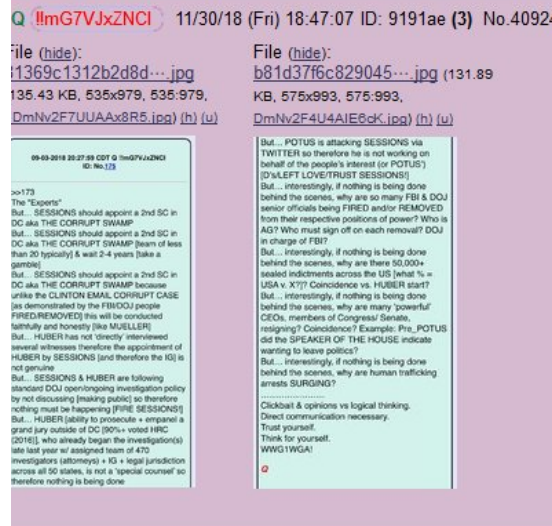 Q !!mG7VJxZNCI 11/30/18 (Fri) 18:47:07 ID: 9191ae (3) No.40924
File (hide):
81369c1312b2d8d⋯.jpg
135.43 KB, 535x979, 535:979,
DmNv2F7UUAAx8R5.jpg) (h) (u)
09-03-2018 20:27:59 CDT Q !!mG7VJxZNCI
ID: No.175
>>173
The "Experts"
But... SESSIONS should appoint a 2nd SC in
DC aka THE CORRUPT SWAMP
But... SESSIONS should appoint a 2nd SC in
DC aka THE CORRUPT SWAMP [team of less
than 20 typically] & wait 2-4 years [take a
gamble]
But... SESSIONS should appoint a 2nd SC in
DC aka THE CORRUPT SWAMP because
unlike the CLINTON EMAIL CORRUPT CASE
[as demonstrated by the FBI/DOJ people
FIRED/REMOVED] this will be conducted
faithfully and honestly [like MUELLER]
But... HUBER has not 'directly' interviewed
several witnesses therefore the appointment of
HUBER by SESSIONS [and therefore the IG] is
not genuine
But... SESSIONS & HUBER are following
standard DOJ open/ongoing investigation policy
by not discussing [making public] so therefore
nothing must be happening [FIRE SESSIONS!]
But... HUBER [ability to prosecute + empanel a
grand jury outside of DC [90%+ voted HRC
(2016)], who already began the investigation(s)
late last year w/ assigned team of 470
investigators (attorneys) + IG + legal jurisdiction
across all 50 states, is not a 'special counsel' so
therefore nothing is being done
File (hide):
b81d37f6c829045⋯.jpg (131.89
KB, 575x993, 575:993,
DmNv2F4U4AIE6cK.jpg) (h) (u)
But... POTUS is attacking SESSIONS via
TWITTER so therefore he is not working on
behalf of the people's interest (or POTUS')
[D's/LEFT LOVE/TRUST SESSIONS!]
But... interestingly, if nothing is being done
behind the scenes, why are so many FBI & DOJ
senior officials being FIRED and/or REMOVED
from their respective positions of power? Who is
AG? Who must sign off on each removal? DOJ
in charge of FBI?
But... interestingly, if nothing is being done
behind the scenes, why are there 50,000+
sealed indictments across the US [what % =
USA v. X?]? Coincidence vs. HUBER start?
But... interestingly, if nothing is being done
behind the scenes, why are many 'powerful'
CEOs, members of Congress/ Senate,
resigning? Coincidence? Example: Pre_POTUS
did the SPEAKER OF THE HOUSE indicate
wanting to leave politics?
But... interestingly, if nothing is being done
behind the scenes, why are human trafficking
arrests SURGING?
......................
Clickbait & opinions vs logical thinking.
Direct communication necessary.
Trust yourself.
Think for yourself.
WWG1WGA!
Q